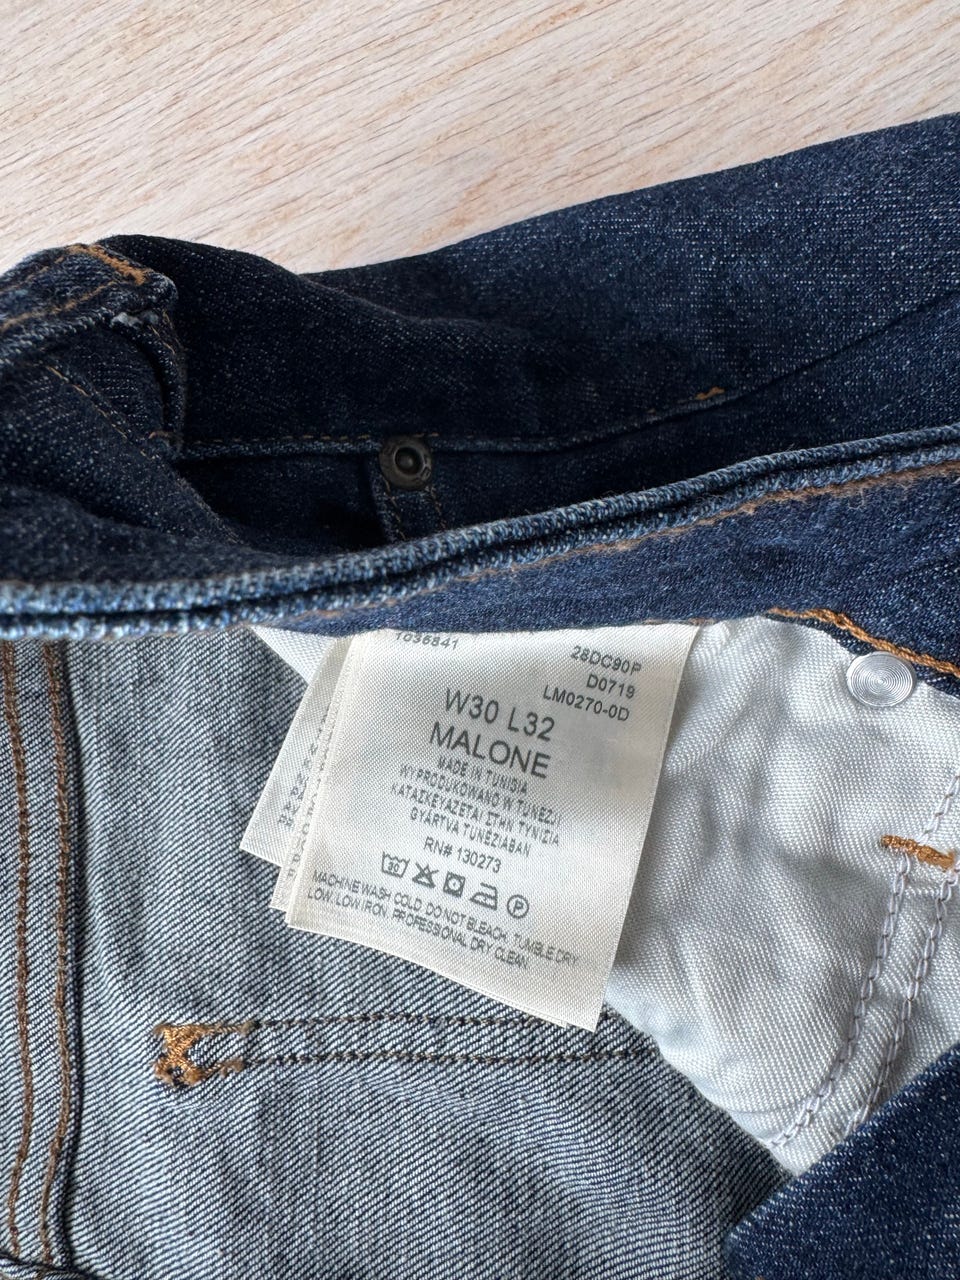 1036841
28DC90P
D0719
LM0270-0D
W30 L32
MALONE
MADE IN TUNISIA
WYPRODUKOWANO W TUNEZJI
ΚΑΤΑΣΚΕΥΑΖΕΤΑΙ ΣΤΗΝ ΤΥΝΙΖΙΑ
GYÁRTVA TUNÉZIÁBAN
RN# 130273
MACHINE WASH COLD, DO NOT BLEACH, TUMBLE DRY
LOW, LOW IRON, PROFESSIONAL DRY CLEAN